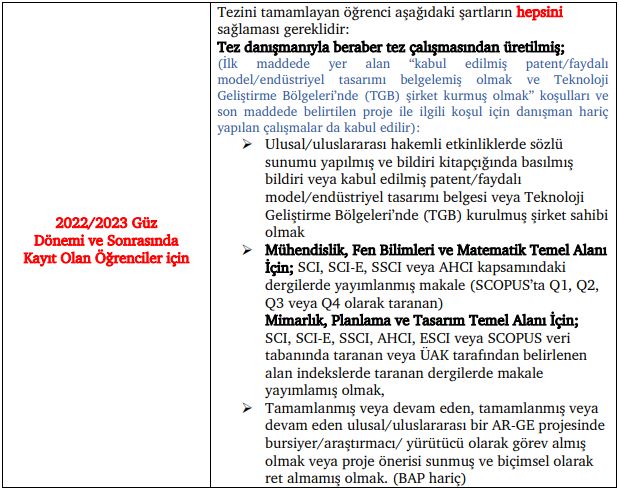 2022/2023 Güz
Dönemi ve Sonrasında
Kayıt Olan Öğrenciler için
Tezini tamamlayan öğrenci aşağıdaki şartların hepsini
sağlaması gereklidir:
Tez danışmanıyla beraber tez çalışmasından üretilmiş;
(İlk maddede yer alan “kabul edilmiş patent/faydalı
model/endüstriyel tasarımı belgelemiş olmak ve Teknoloji
Geliştirme Bölgeleri’nde (TGB) şirket kurmuş olmak” koşulları ve
son maddede belirtilen proje ile ilgili koşul için danışman hariç
yapılan çalışmalar da kabul edilir):
➢ Ulusal/uluslararası hakemli etkinliklerde sözlü
sunumu yapılmış ve bildiri kitapçığında basılmış
bildiri veya kabul edilmiş patent/faydalı
model/endüstriyel tasarımı belgesi veya Teknoloji
Geliştirme Bölgeleri’nde (TGB) kurulmuş şirket sahibi
olmak
➢ Mühendislik, Fen Bilimleri ve Matematik Temel Alanı
İçin; SCI, SCI-E, SSCI veya AHCI kapsamındaki
dergilerde yayımlanmış makale (SCOPUS’ta Q1, Q2,
Q3 veya Q4 olarak taranan)
Mimarlık, Planlama ve Tasarım Temel Alanı İçin;
SCI, SCI-E, SSCI, AHCI, ESCI veya SCOPUS veri
tabanında taranan veya ÜAK tarafından belirlenen
alan indekslerde taranan dergilerde makale
yayımlamış olmak,
➢ Tamamlanmış veya devam eden, tamamlanmış veya
devam eden ulusal/uluslararası bir AR-GE projesinde
bursiyer/araştırmacı/ yürütücü olarak görev almış
olmak veya proje önerisi sunmuş ve biçimsel olarak
ret almamış olmak. (BAP hariç)